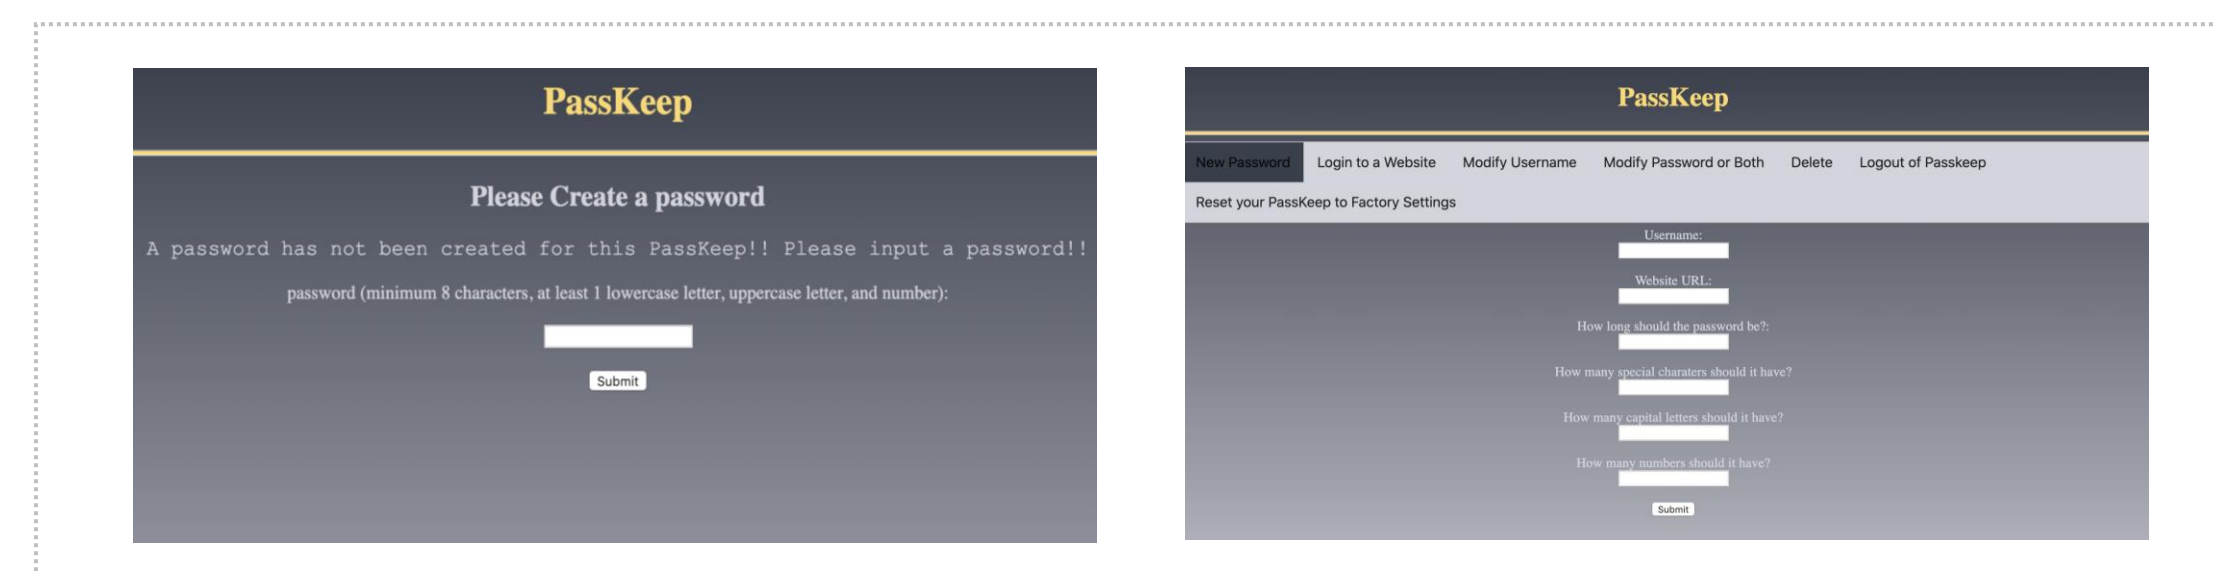 PassKeep
Please Create a password
A password has not been created for this PassKeep!! Please input a password!!
password (minimum 8 characters, at least 1 lowercase letter, uppercase letter, and number):
Submit
PassKeep
New Password Login to a Website Modify Username Modify Password or Both Delete Logout of Passkeep
Reset your PassKeep to Factory Settings
Username:
Website URL:
How long should the password be?:
How many special charaters should it have?
How many capital letters should it have?
How many numbers should it have?
Submit